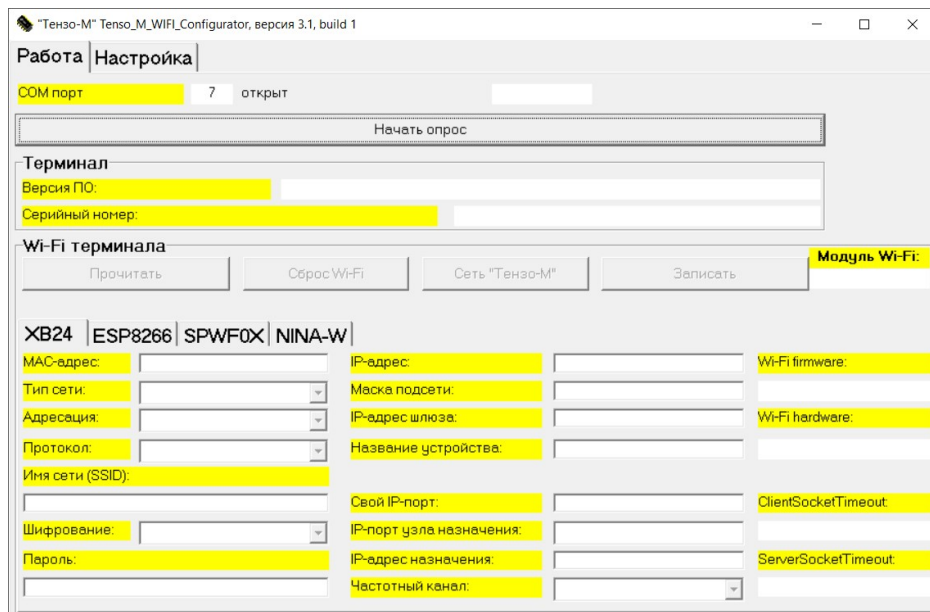 "Тензо-М" Tenso_M_WIFI_Configurator, версия 3.1, build 1
Работа Настройка
COM порт 7 открыт
Начать опрос
Терминал
Версия ПО:
Серийный номер:
Wi-Fi терминала
Модуль Wi-Fi:
Прочитать Сброс Wi-Fi Сеть "Тензо-М" Записать
XB24 ESP8266 SPWF0X NINA-W
MAC-адрес: IP-адрес: Wi-Fi firmware:
Тип сети: Маска подсети:
Адресация: IP-адрес шлюза: Wi-Fi hardware:
Протокол: Название устройства:
Имя сети (SSID):
Свой IP-порт: ClientSocketTimeout:
Шифрование: IP-порт узла назначения:
Пароль: IP-адрес назначения: ServerSocketTimeout:
Частотный канал: